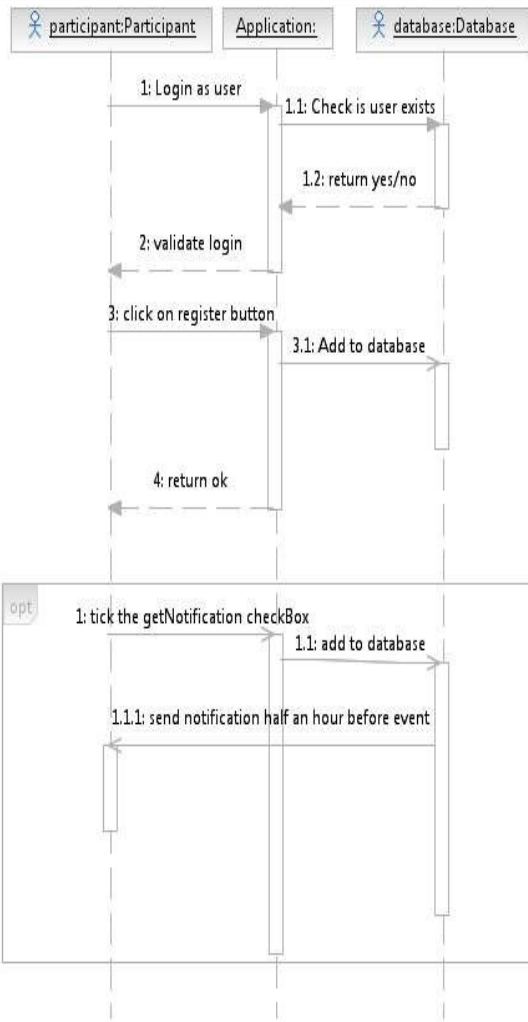 participant:Participant
Application:
database:Database
1: Login as user
1.1: Check is user exists
1.2: return yes/no
2: validate login
3: click on register button
3.1: Add to database
4: return ok
opt
1: tick the getNotification checkBox
1.1: add to database
1.1.1: send notification half an hour before event